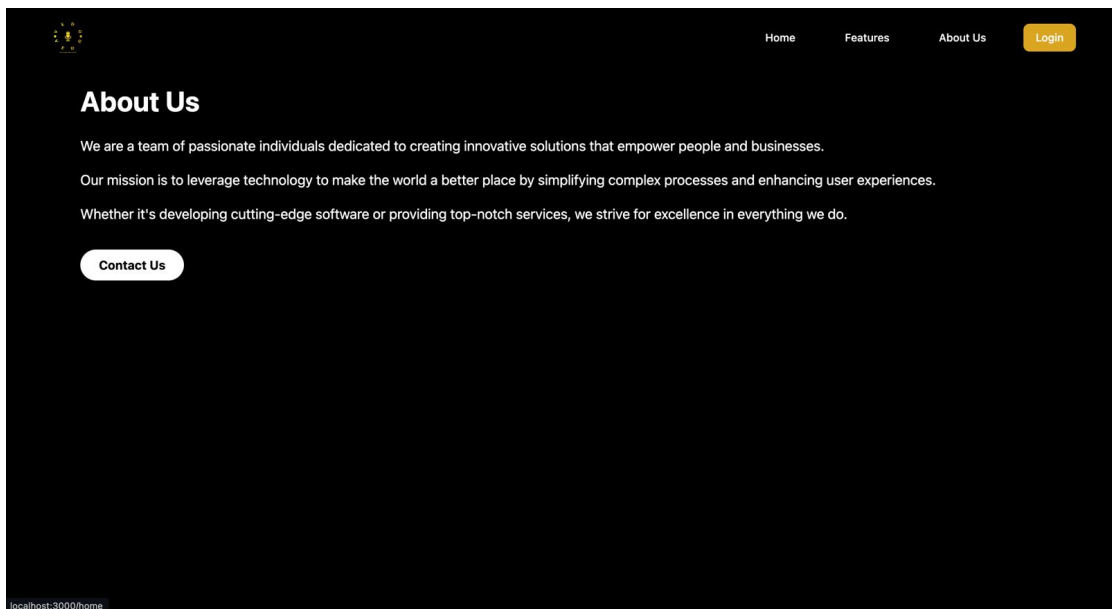 Home Features About Us Login
About Us
We are a team of passionate individuals dedicated to creating innovative solutions that empower people and businesses.
Our mission is to leverage technology to make the world a better place by simplifying complex processes and enhancing user experiences.
Whether it's developing cutting-edge software or providing top-notch services, we strive for excellence in everything we do.
Contact Us
localhost:3000/home